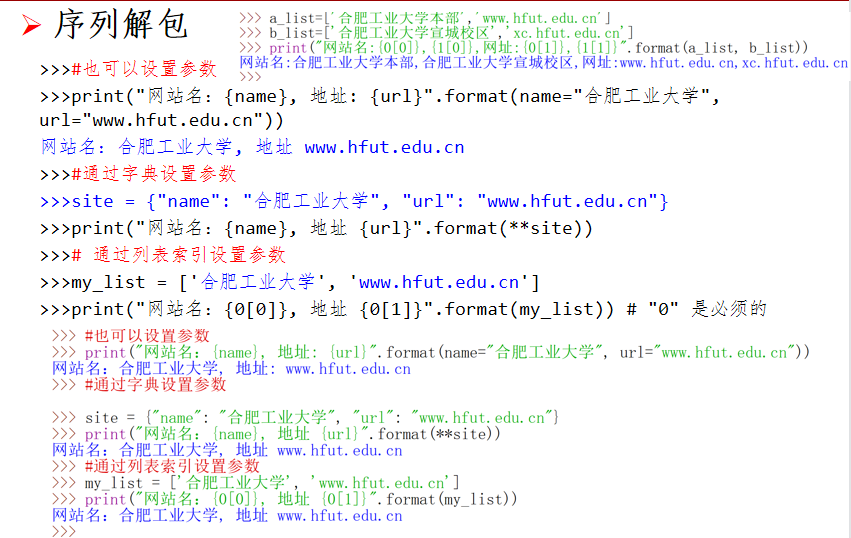 序列解包
>>> a_list=['合肥工业大学本部','www.hfut.edu.cn']
>>> b_list=['合肥工业大学宣城校区','xc.hfut.edu.cn']
>>> print("网站名:{0[0]},{1[0]},网址:{0[1]},{1[1]}".format(a_list, b_list))
网站名:合肥工业大学本部,合肥工业大学宣城校区,网址:www.hfut.edu.cn,xc.hfut.edu.cn
>>>
>>>#也可以设置参数
>>>print("网站名：{name}, 地址: {url}".format(name="合肥工业大学",
url="www.hfut.edu.cn"))
网站名：合肥工业大学, 地址 www.hfut.edu.cn
>>>#通过字典设置参数
>>>site = {"name": "合肥工业大学", "url": "www.hfut.edu.cn"}
>>>print("网站名：{name}, 地址 {url}".format(**site))
>>># 通过列表索引设置参数
>>>my_list = ['合肥工业大学', 'www.hfut.edu.cn']
>>>print("网站名：{0[0]}, 地址 {0[1]}".format(my_list)) # "0" 是必须的
>>> #也可以设置参数
>>> print("网站名：{name}, 地址: {url}".format(name="合肥工业大学", url="www.hfut.edu.cn"))
网站名：合肥工业大学, 地址: www.hfut.edu.cn
>>> #通过字典设置参数
>>> site = {"name": "合肥工业大学", "url": "www.hfut.edu.cn"}
>>> print("网站名：{name}, 地址 {url}".format(**site))
网站名：合肥工业大学, 地址 www.hfut.edu.cn
>>> #通过列表索引设置参数
>>> my_list = ['合肥工业大学', 'www.hfut.edu.cn']
>>> print("网站名：{0[0]}, 地址 {0[1]}".format(my_list))
网站名：合肥工业大学, 地址 www.hfut.edu.cn
>>>